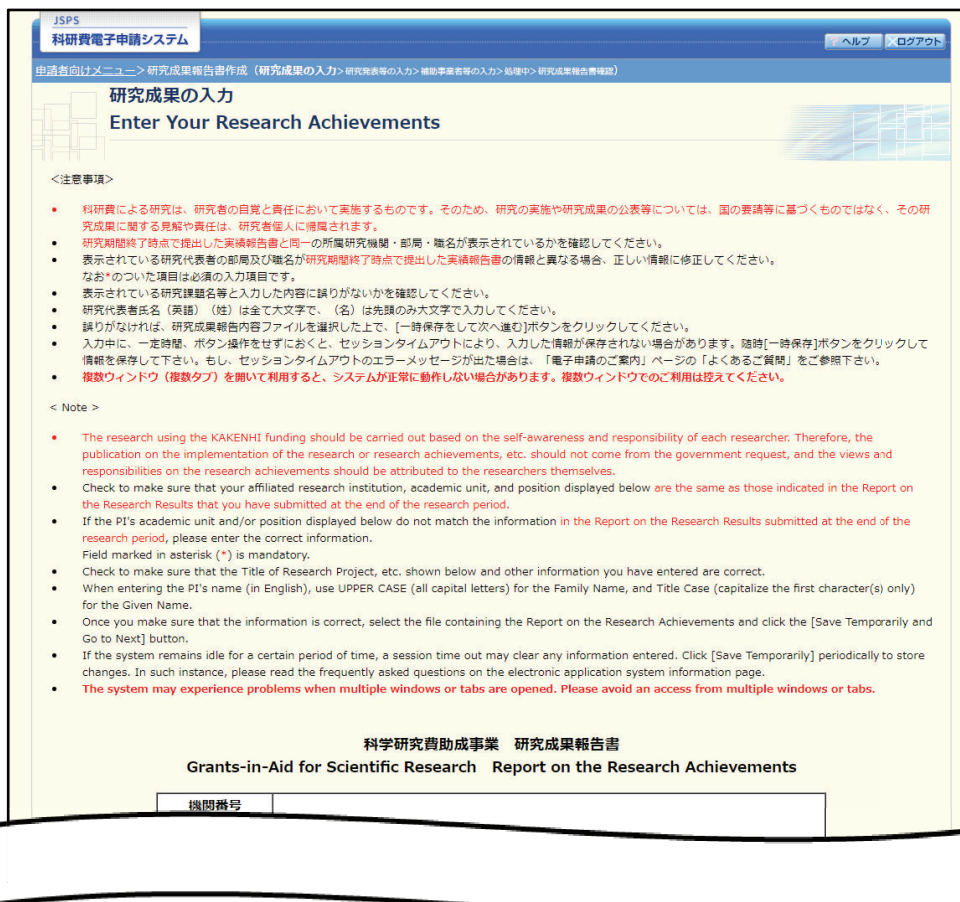 JSPS
科研費電子申請システム
ヘルプ
ログアウト
申請者向けメニュー>研究成果報告書作成（研究成果の入力>研究発表等の入力>補助事業者等の入力>処理中>研究成果報告書確認）
研究成果の入力
Enter Your Research Achievements
<注意事項>
• 科研費による研究は、研究者の自覚と責任において実施するものです。そのため、研究の実施や研究成果の公表等については、国の要請等に基づくものではなく、その研
究成果に関する見解や責任は、研究者個人に帰属されます。
• 研究期間終了時点で提出した実績報告書と同一の所属研究機関・部局・職名が表示されているかを確認してください。
• 表示されている研究代表者の部局及び職名が研究期間終了時点で提出した実績報告書の情報と異なる場合、正しい情報に修正してください。
なお*のついた項目は必須の入力項目です。
• 表示されている研究課題名等と入力した内容に誤りがないかを確認してください。
• 研究代表者氏名（英語）（姓）は全て大文字で、（名）は先頭のみ大文字で入力してください。
• 誤りがなければ、研究成果報告内容ファイルを選択した上で、[一時保存をして次へ進む]ボタンをクリックしてください。
• 入力中に、一定時間、ボタン操作をせずにおくと、セッションタイムアウトにより、入力した情報が保存されない場合があります。随時[一時保存]ボタンをクリックして
情報を保存して下さい。もし、セッションタイムアウトのエラーメッセージが出た場合は、「電子申請のご案内」ページの「よくあるご質問」をご参照下さい。
• 複数ウィンドウ（複数タブ）を開いて利用すると、システムが正常に動作しない場合があります。複数ウィンドウでのご利用は控えてください。
< Note >
• The research using the KAKENHI funding should be carried out based on the self-awareness and responsibility of each researcher. Therefore, the
publication on the implementation of the research or research achievements, etc. should not come from the government request, and the views and
responsibilities on the research achievements should be attributed to the researchers themselves.
• Check to make sure that your affiliated research institution, academic unit, and position displayed below are the same as those indicated in the Report on
the Research Results that you have submitted at the end of the research period.
• If the PI's academic unit and/or position displayed below do not match the information in the Report on the Research Results submitted at the end of the
research period, please enter the correct information.
Field marked in asterisk (*) is mandatory.
• Check to make sure that the Title of Research Project, etc. shown below and other information you have entered are correct.
• When entering the PI's name (in English), use UPPER CASE (all capital letters) for the Family Name, and Title Case (capitalize the first character(s) only)
for the Given Name.
• Once you make sure that the information is correct, select the file containing the Report on the Research Achievements and click the [Save Temporarily and
Go to Next] button.
• If the system remains idle for a certain period of time, a session time out may clear any information entered. Click [Save Temporarily] periodically to store
changes. In such instance, please read the frequently asked questions on the electronic application system information page.
• The system may experience problems when multiple windows or tabs are opened. Please avoid an access from multiple windows or tabs.
科学研究費助成事業 研究成果報告書
Grants-in-Aid for Scientific Research Report on the Research Achievements
機関番号